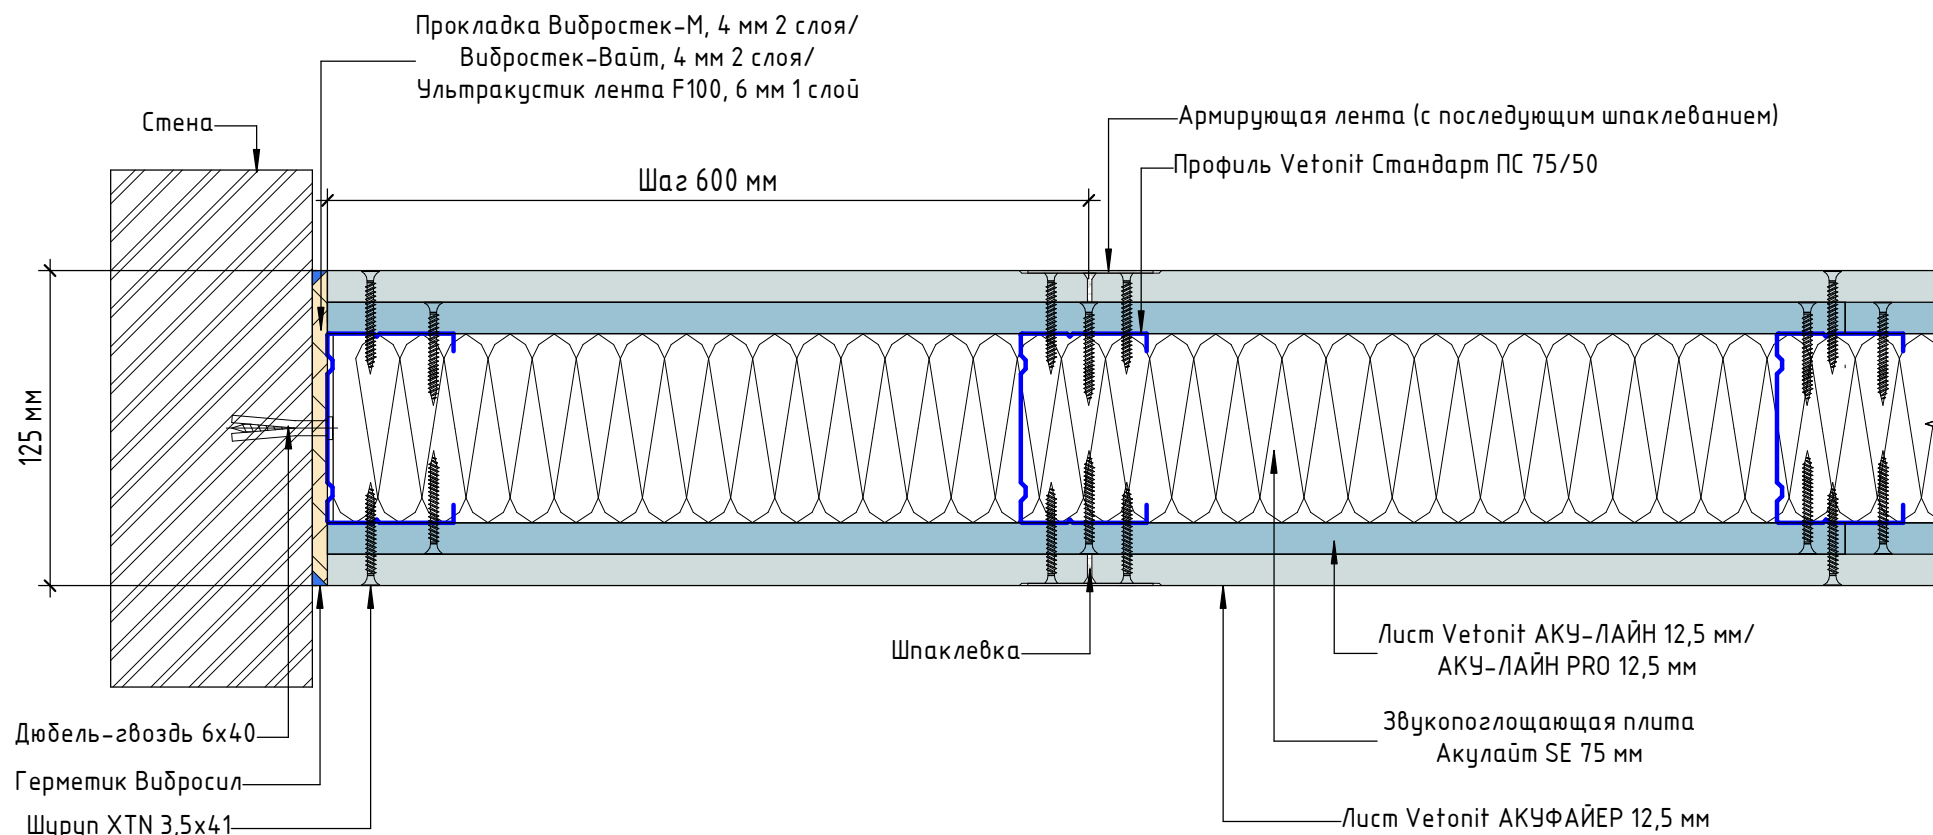 Прокладка Вибростек-М, 4 мм 2 слоя/
Вибростек-Вайт, 4 мм 2 слоя/
Ультракустик лента F100, 6 мм 1 слой
Стена
Армирующая лента (с последующим шпаклеванием)
Профиль Vetonit Стандарт ПС 75/50
Шаг 600 мм
125 мм
Шпаклевка
Лист Vetonit АКУ-ЛАЙН 12,5 мм/
АКУ-ЛАЙН PRO 12,5 мм
Звукопоглощающая плита
Акулайт SE 75 мм
Дюбель-гвоздь 6х40
Герметик Вибросил
Шуруп XTN 3,5х41
Лист Vetonit АКУФАЙЕР 12,5 мм